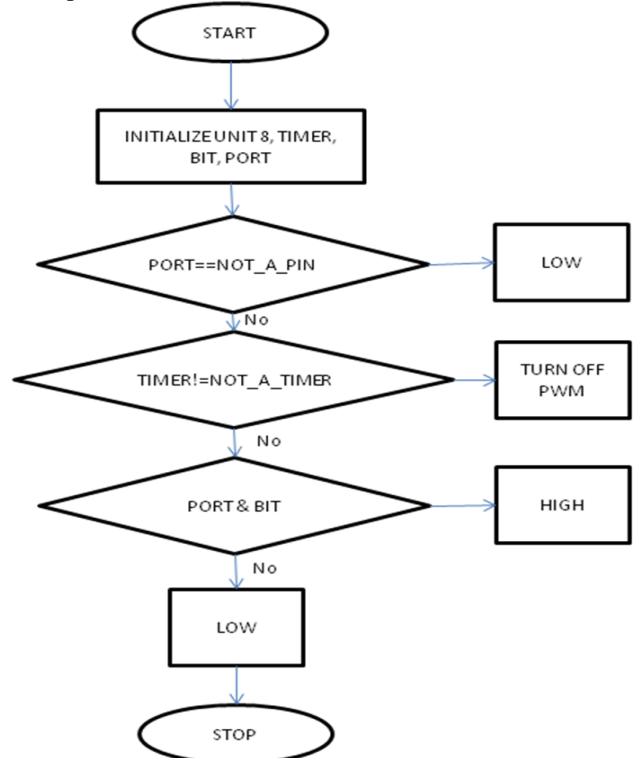 START
INITIALIZE UNIT 8, TIMER,
BIT, PORT
PORT==NOT_A_PIN
LOW
No
TIMER!=NOT_A_TIMER
TURN OFF
PWM
No
PORT & BIT
HIGH
No
LOW
STOP